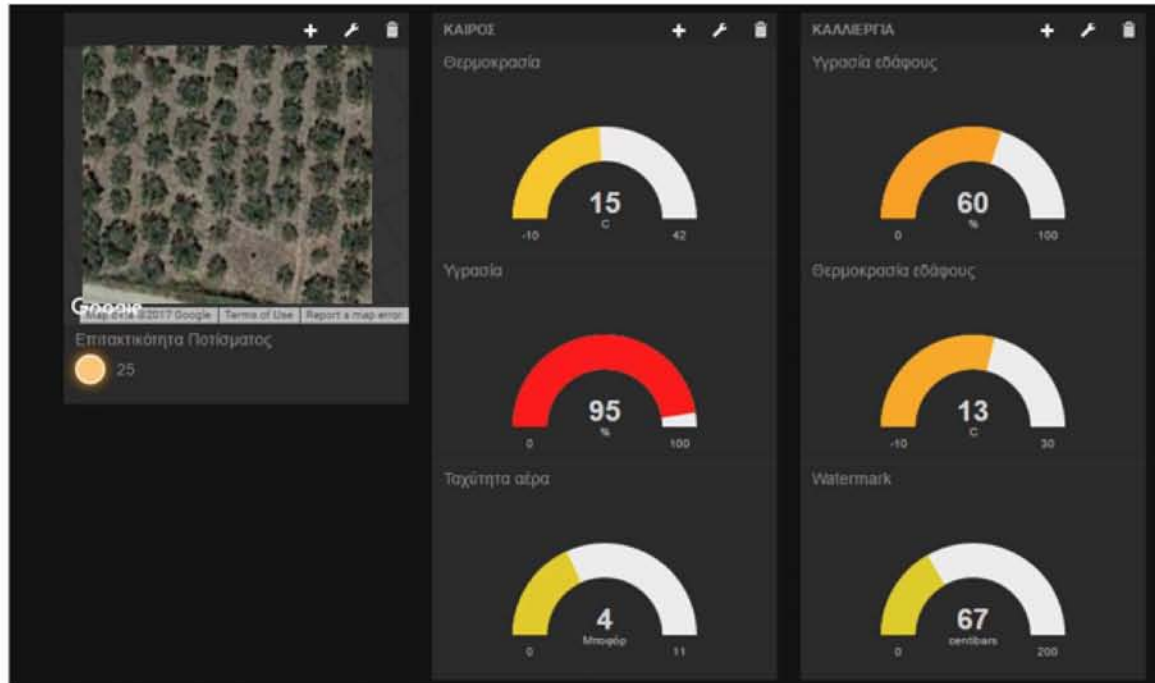 Google
Map data ©2017 Google
Terms of Use
Report a map error
Επιτακτικότητα Ποτίσματος
25
ΚΑΙΡΟΣ
Θερμοκρασία
15
C
-10
42
Υγρασία
95
%
0
100
Ταχύτητα αέρα
4
Μποφόρ
0
11
ΚΑΛΛΙΕΡΓΙΑ
Υγρασία εδάφους
60
%
0
100
Θερμοκρασία εδάφους
13
C
-10
30
Watermark
67
centibars
0
200